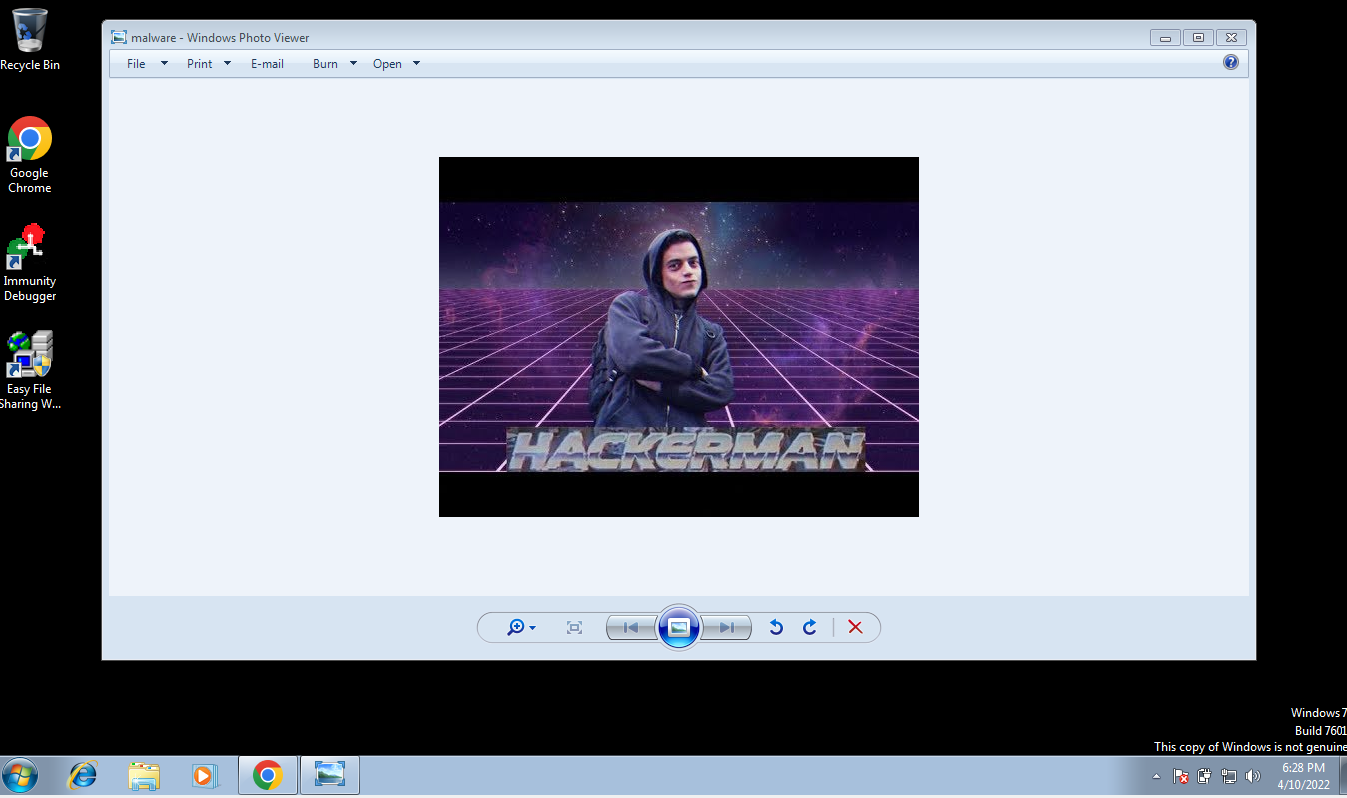 Recycle Bin
Google
Chrome
Immunity
Debugger
Easy File
Sharing W...
malware - Windows Photo Viewer
File
Print
E-mail
Burn
Open
?
HACKERMAN
Windows 7
Build 7601
This copy of Windows is not genuine
6:28 PM
4/10/2022